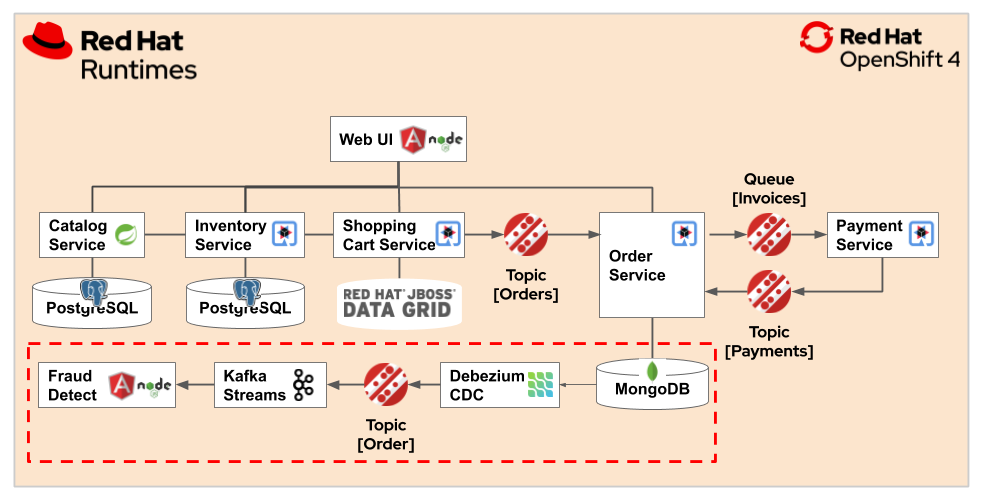 Red Hat
Runtimes
Red Hat
OpenShift 4
Web UI
node
Queue
[Invoices]
Catalog
Service
Inventory
Service
Shopping
Cart Service
Topic
[Orders]
Order
Service
Payment
Service
PostgreSQL
PostgreSQL
RED HAT® JBOSS®
DATA GRID
Topic
[Payments]
Fraud
Detect
node
Kafka
Streams
Topic
[Order]
Debezium
CDC
MongoDB